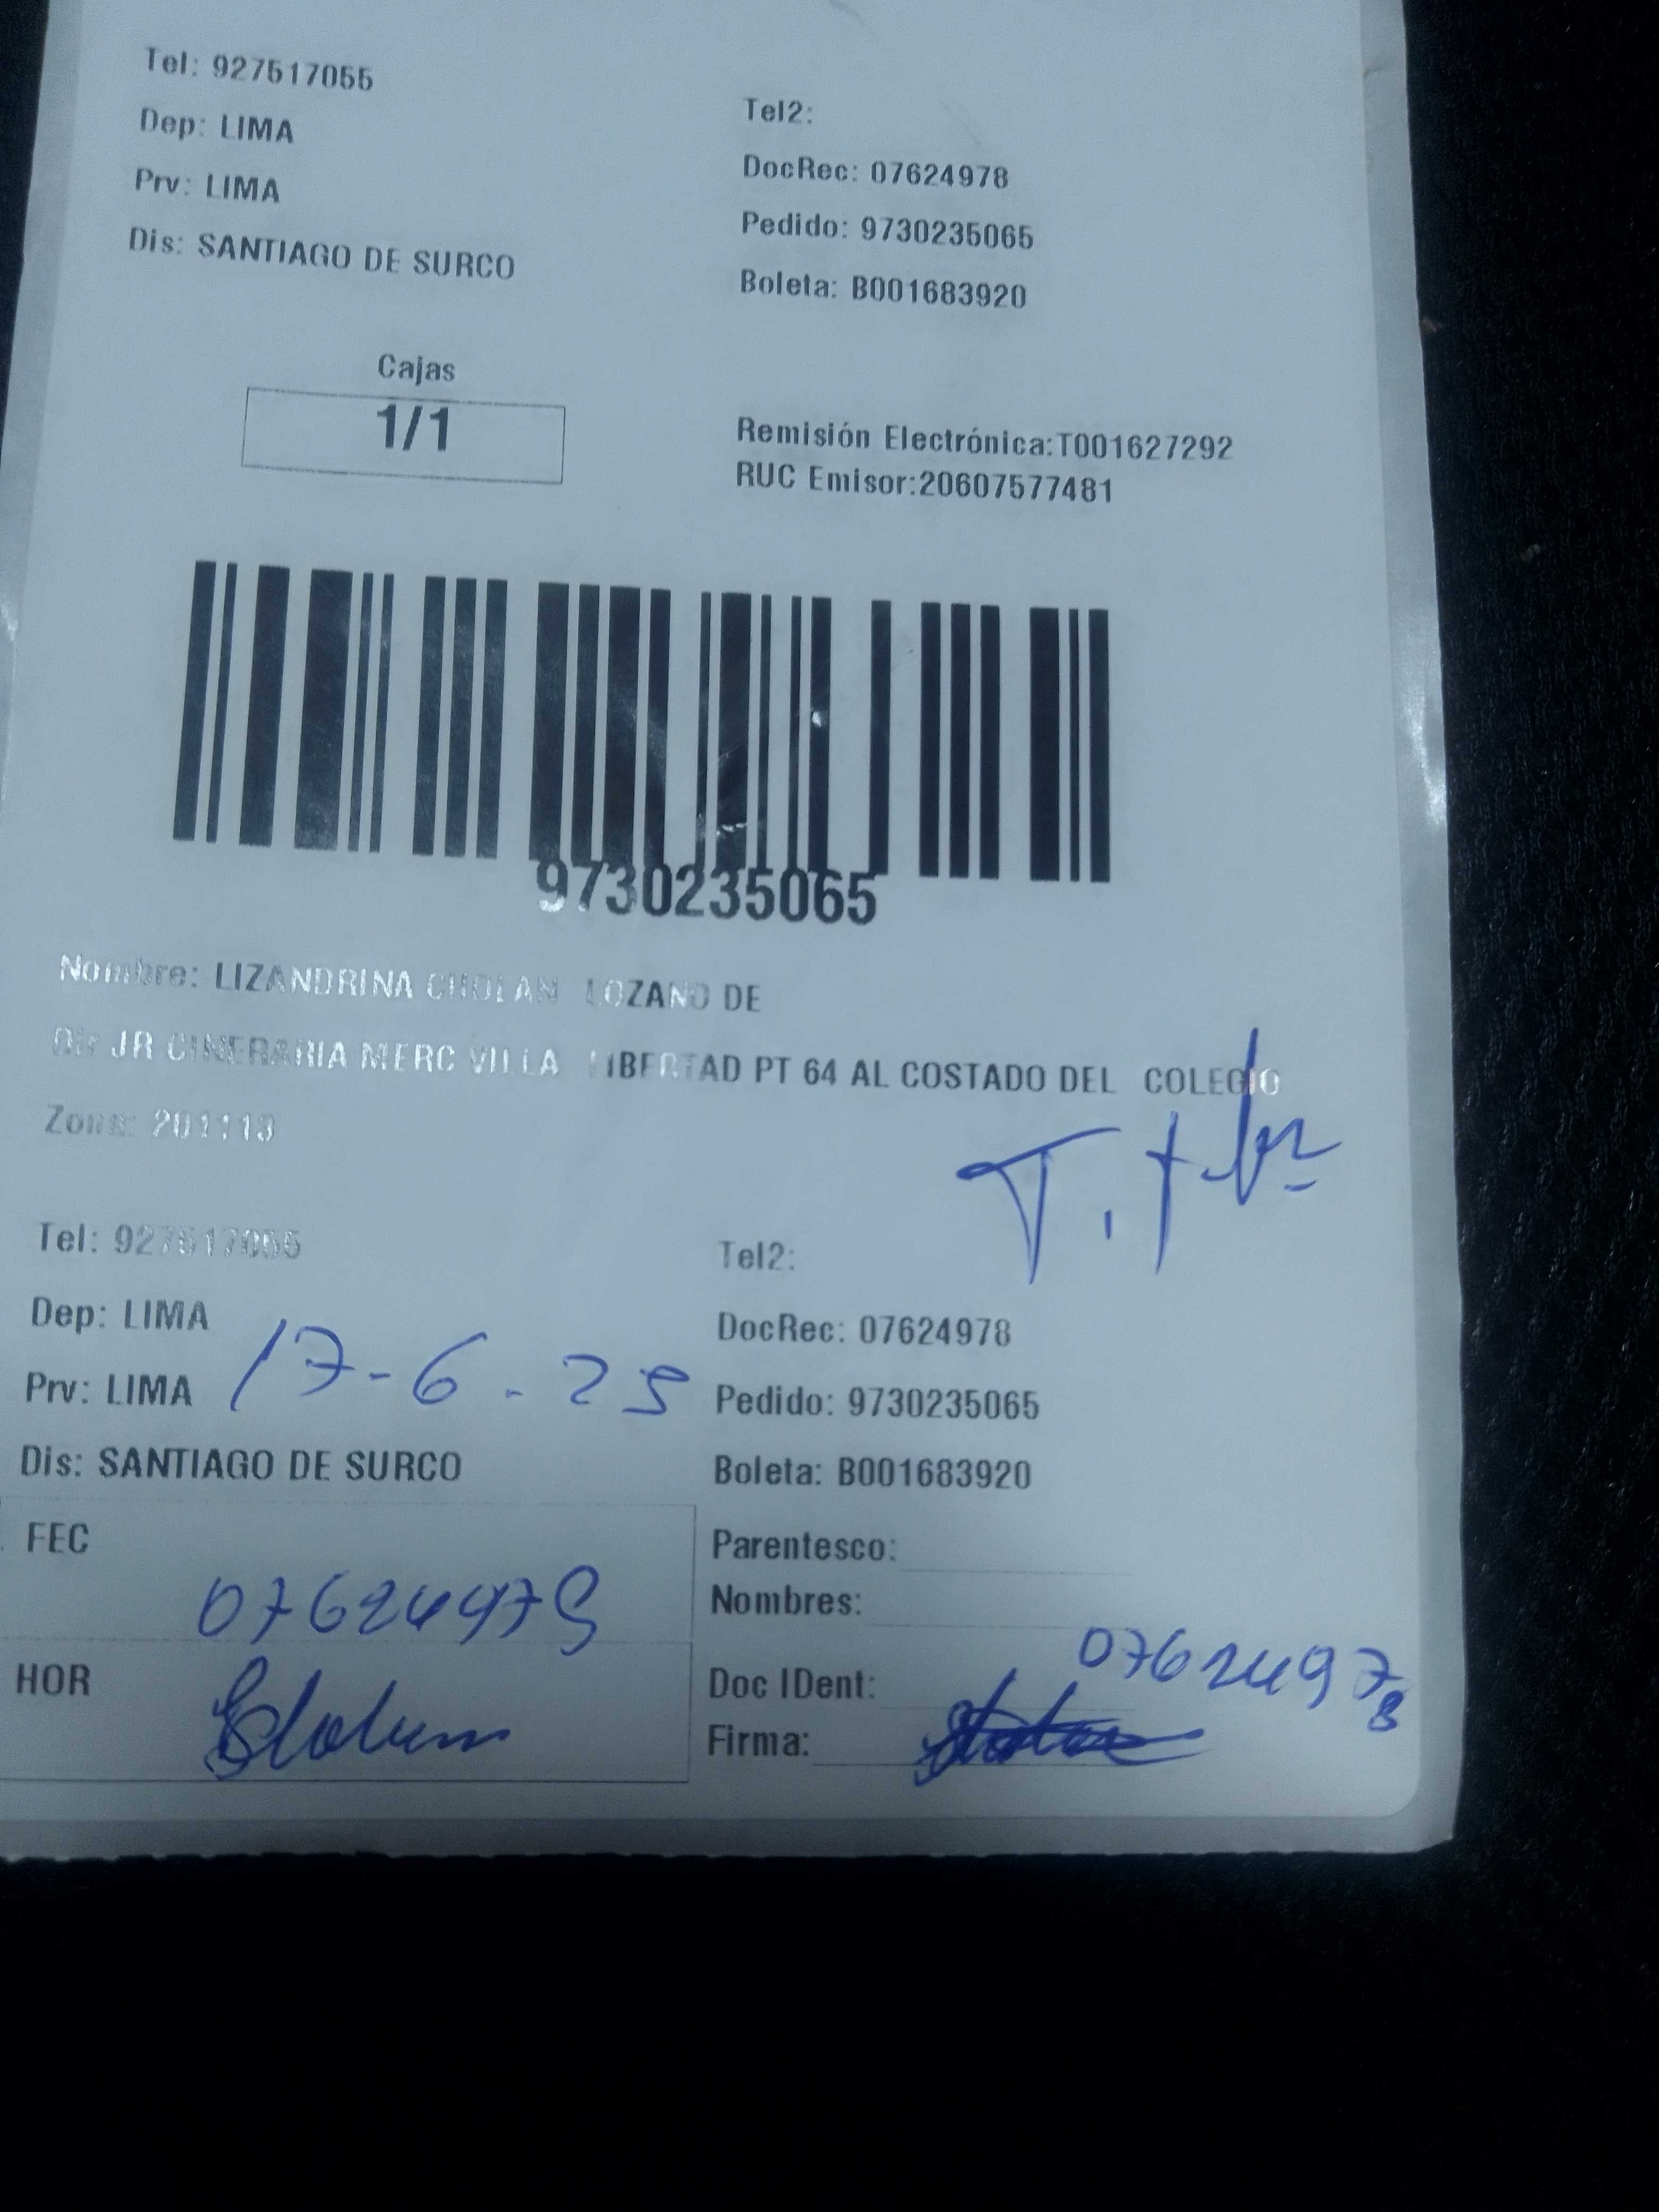 Tel: 927517055
Dep: LIMA
Prv: LIMA
Dis: SANTIAGO DE SURCO
Tel2:
DocRec: 07624978
Pedido: 9730235065
Boleta: B001683920
Cajas
1/1
Remisión Electrónica:T001627292
RUC Emisor:20607577481
9730235065
Nombre: LIZANDRINA CHOLAN LOZANO DE
Dir JR CINERARIA MERC VILLA LIBERTAD PT 64 AL COSTADO DEL COLEGIO
Zona: 201113
Tel: 927517055
Dep: LIMA
Prv: LIMA
17-6-25
Dis: SANTIAGO DE SURCO
Tel2:
DocRec: 07624978
Pedido: 9730235065
Boleta: B001683920
FEC
07624978
HOR
Parentesco:
Nombres:
Doc IDent: 07624978
Firma: